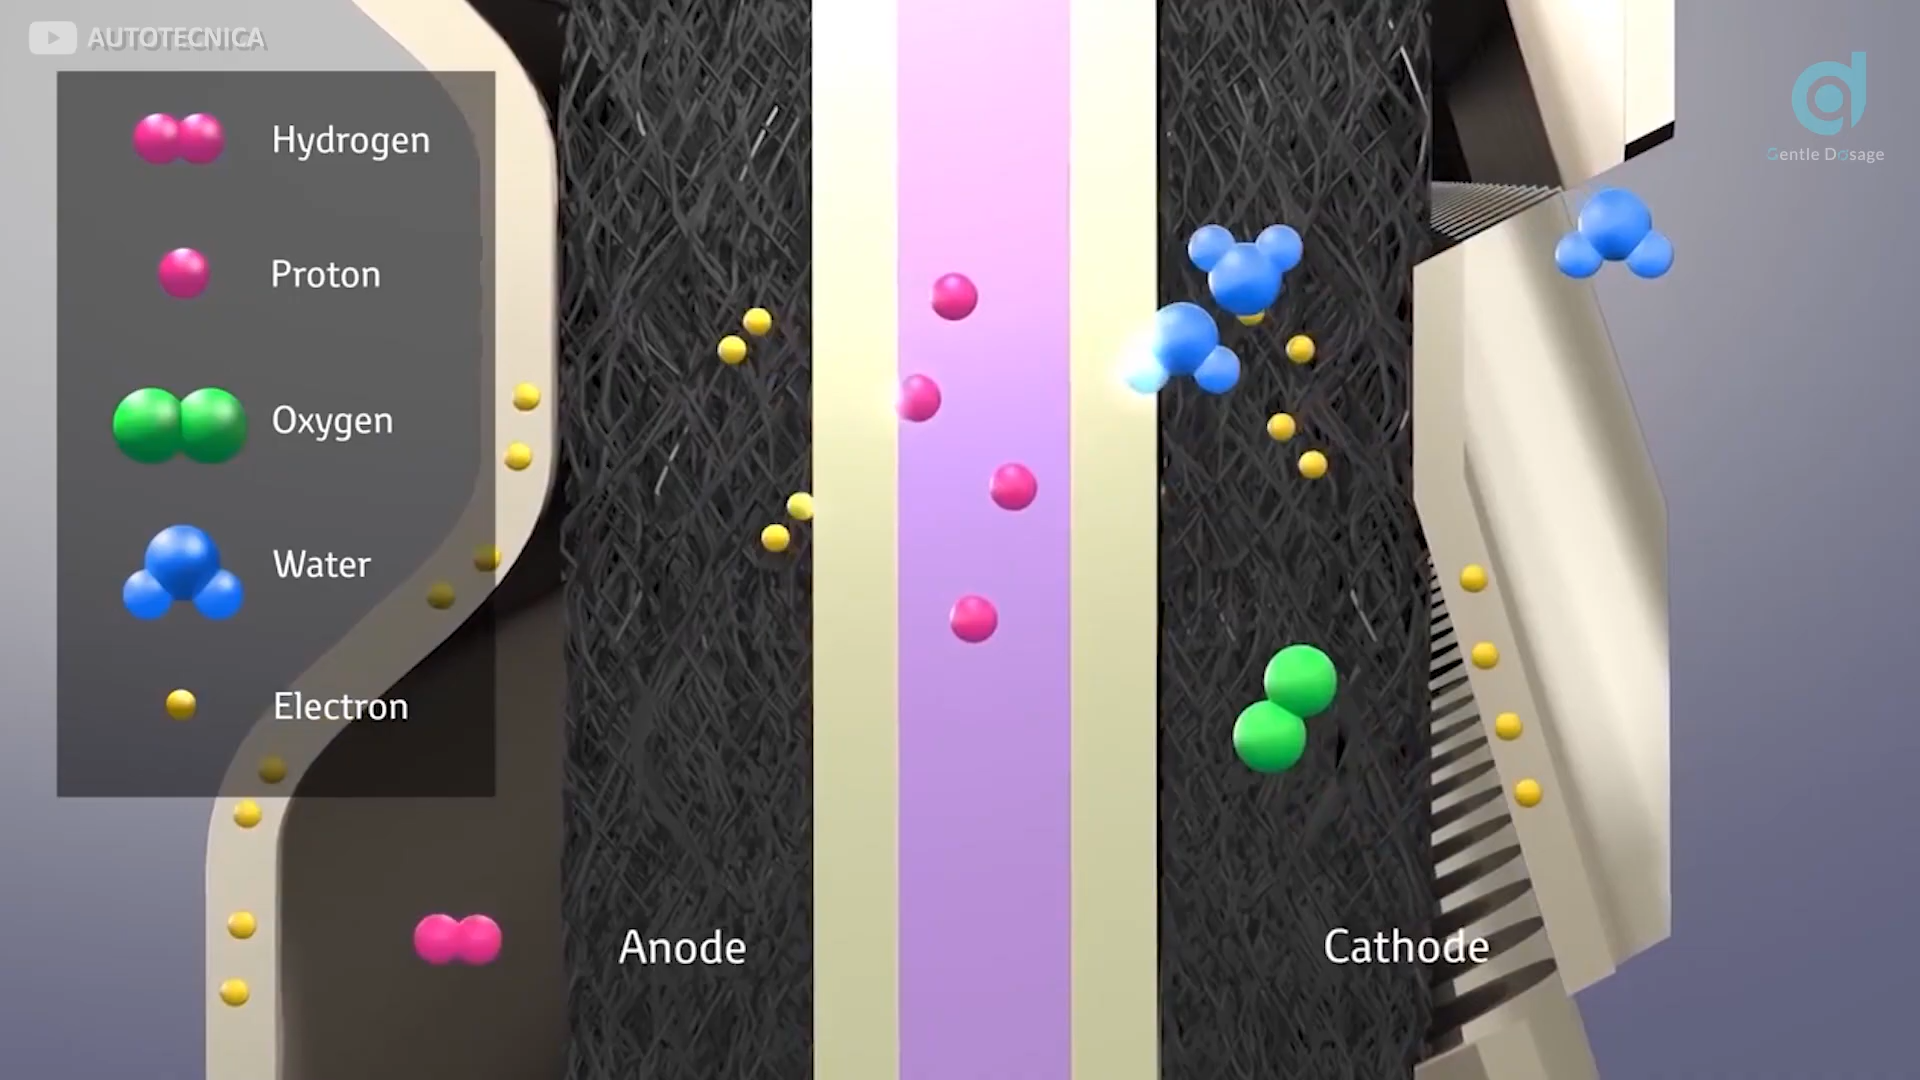 AUTOTECNICA
Gentle Dosage
Hydrogen
Proton
Oxygen
Water
Electron
Anode
Cathode